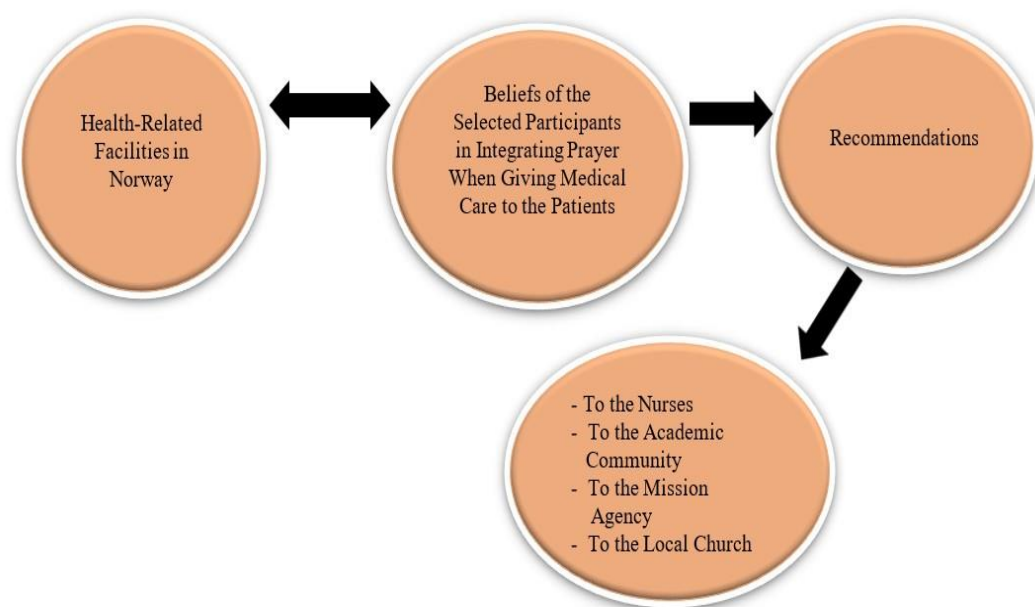 Health-Related
Facilities in
Norway
Beliefs of the
Selected Participants
in Integrating Prayer
When Giving Medical
Care to the Patients
Recommendations
- To the Nurses
- To the Academic
Community
- To the Mission
Agency
- To the Local Church